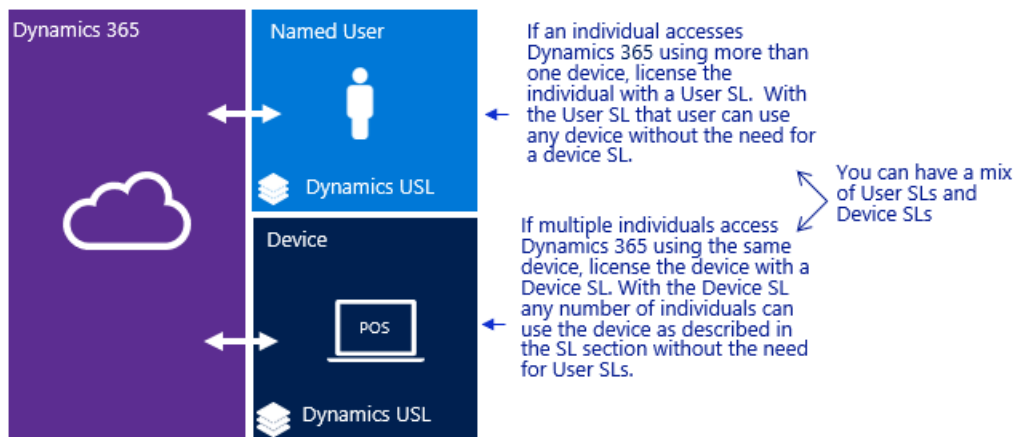 Dynamics 365
Named User
Dynamics USL
If an individual accesses
Dynamics 365 using more than
one device, license the
individual with a User SL.  With
the User SL that user can use
any device without the need for
a device SL.
You can have a mix
of User SLs and
Device SLs
Device
POS
Dynamics USL
If multiple individuals access
Dynamics 365 using the same
device, license the device with a
Device SL. With the Device SL
any number of individuals can
use the device as described in
the SL section without the need
for User SLs.